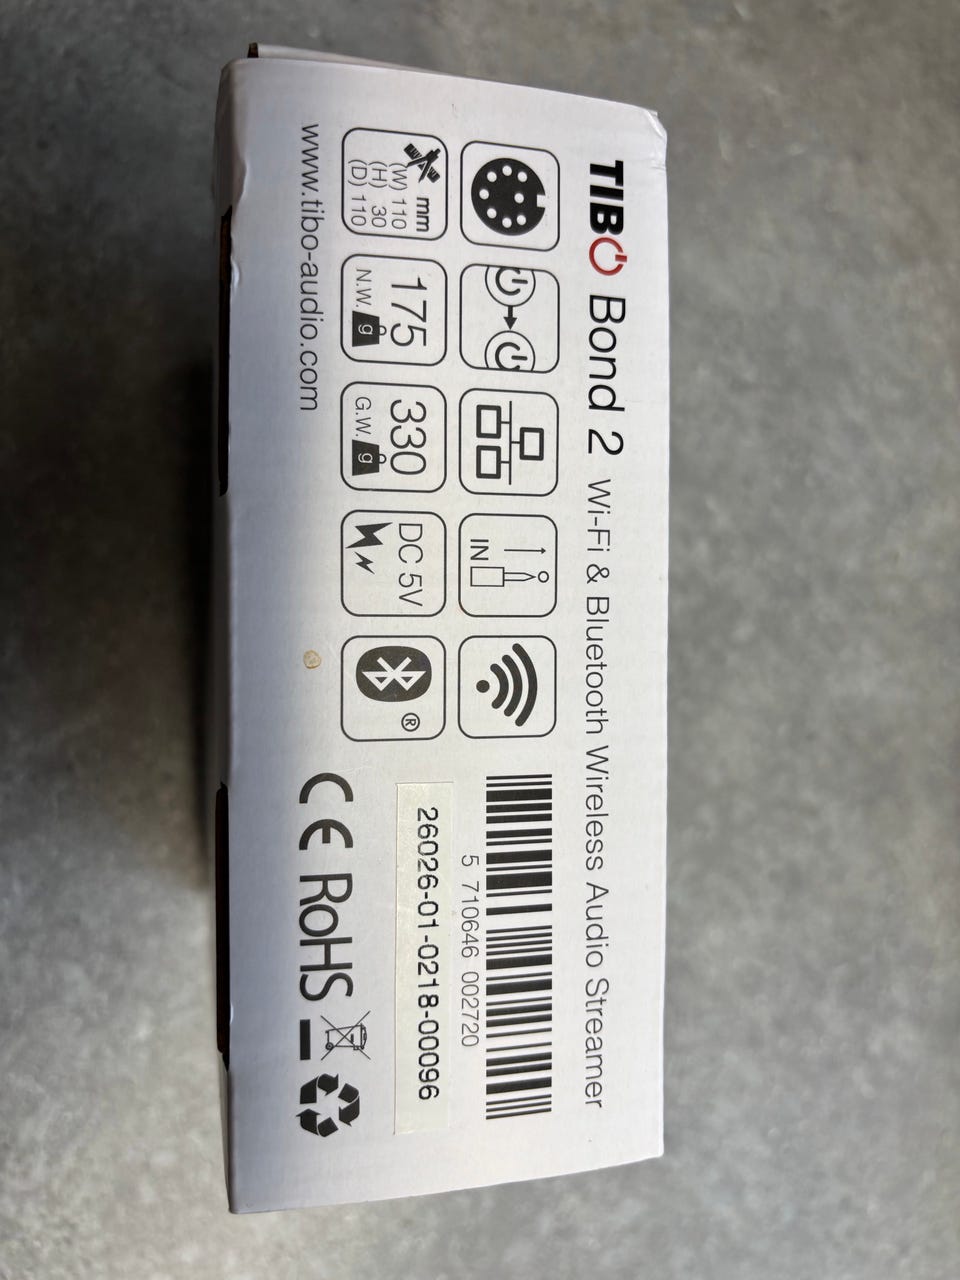 TIBO Bond 2 Wi-Fi & Bluetooth Wireless Audio Streamer
IN
mm
(W) 110
(H) 30
(D) 110
175
N.W. g
330
G.W. g
DC 5V
®
5 710646 002720
26026-01-0218-00096
www.tibo-audio.com
CE RoHS